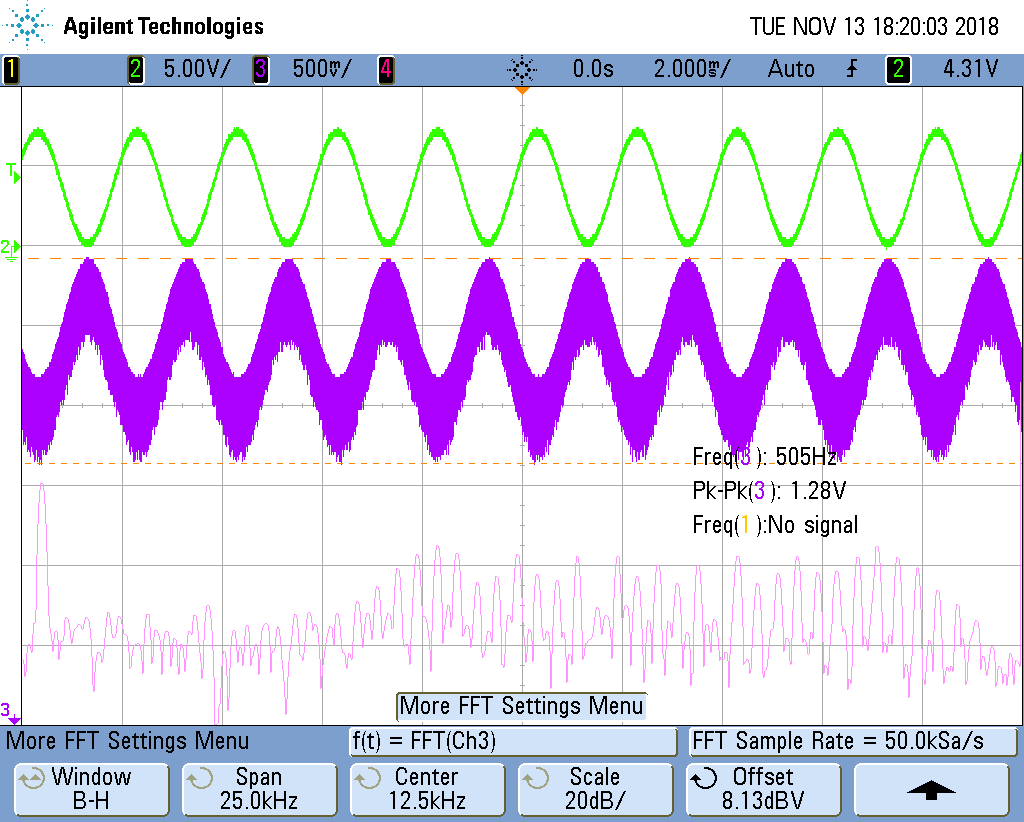 Agilent Technologies TUE NOV 13 18:20:03 2018
1 2 5.00V/ 3 500mV/ 4 0.0s 2.000ms/ Auto 2 4.31V
T
2
Freq(3): 505Hz
Pk-Pk(3): 1.28V
Freq(1):No signal
3
More FFT Settings Menu
More FFT Settings Menu f(t) = FFT(Ch3) FFT Sample Rate = 50.0kSa/s
Window Span Center Scale Offset
B-H 25.0kHz 12.5kHz 20dB/ 8.13dBV